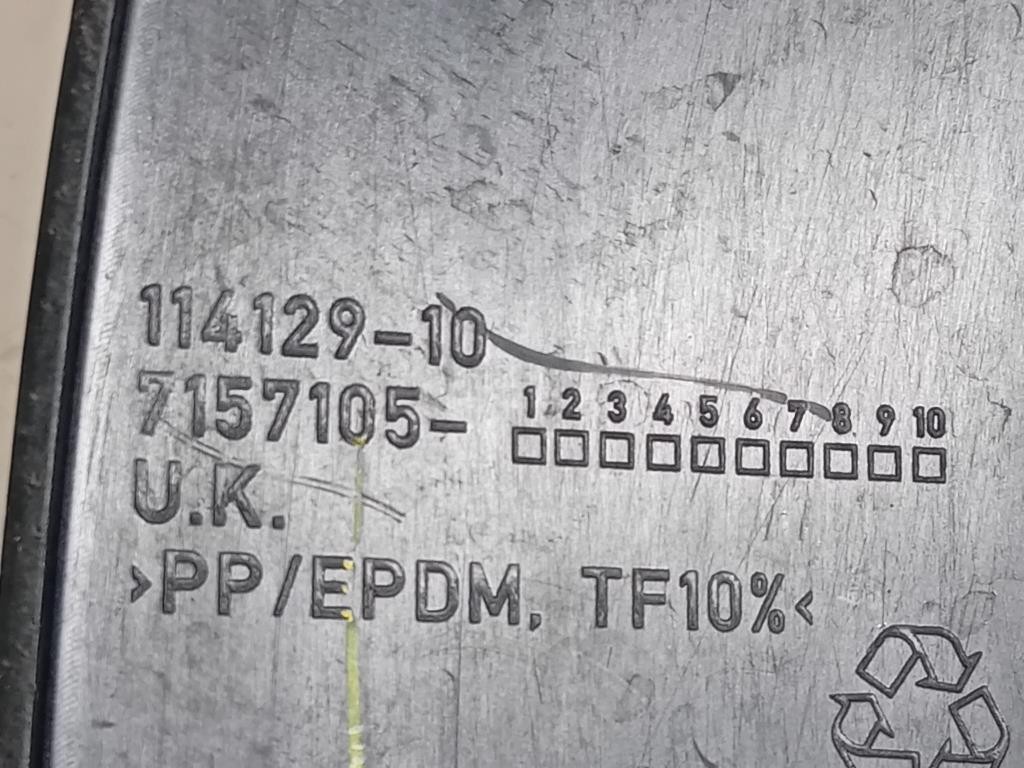 114129-10
7157105-
1 2 3 4 5 6 7 8 9 10
U.K.
>PP/EPDM, TF10%<